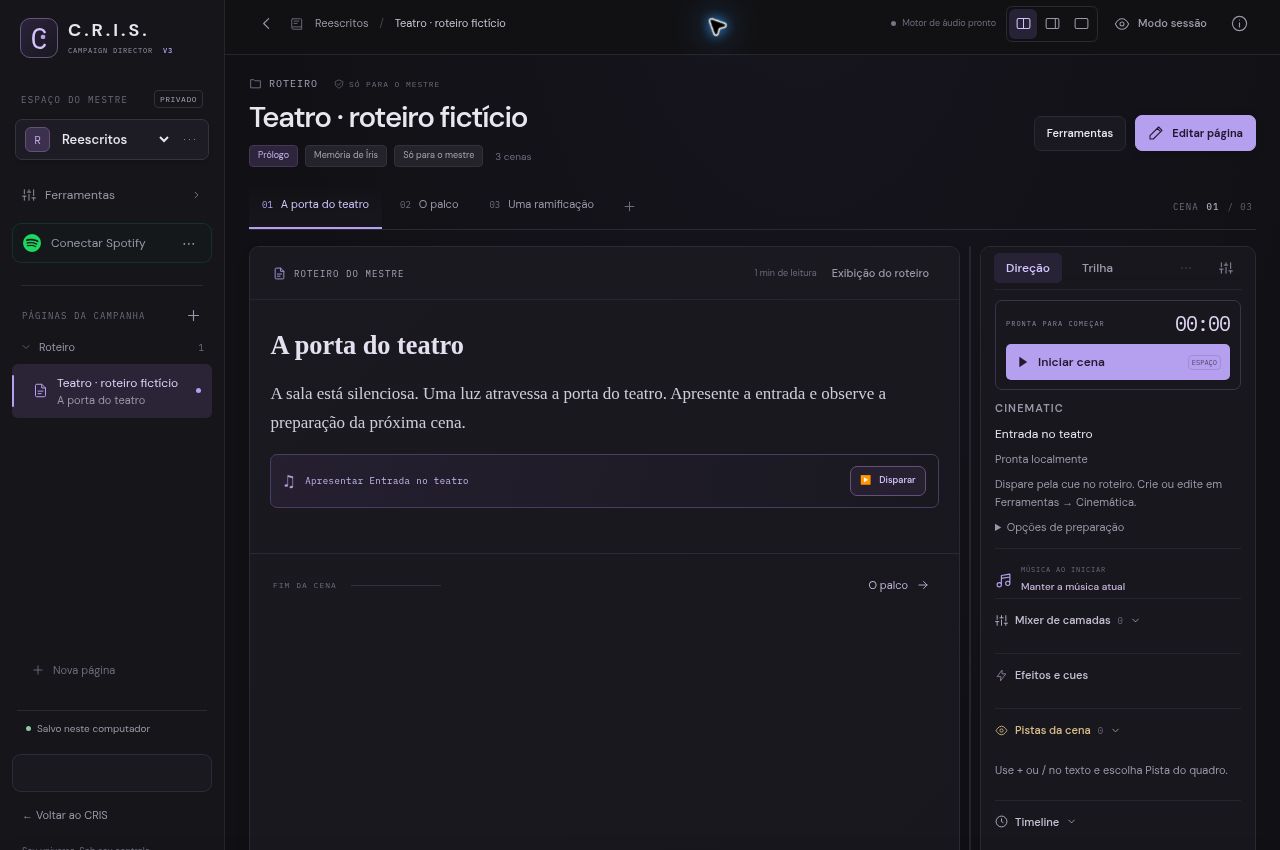 C.R.I.S.
CAMPAIGN DIRECTOR V3
ESPAÇO DO MESTRE PRIVADO
R Reescritos ...
Ferramentas
Conectar Spotify ...
PÁGINAS DA CAMPANHA +
Roteiro 1
Teatro · roteiro fictício
A porta do teatro
+ Nova página
Salvo neste computador
← Voltar ao CRIS
Reescritos / Teatro · roteiro fictício
Motor de áudio pronto
Modo sessão
ROTEIRO SÓ PARA O MESTRE
Teatro · roteiro fictício
Prólogo Memória de Íris Só para o mestre 3 cenas
Ferramentas
Editar página
01 A porta do teatro 02 O palco 03 Uma ramificação +
CENA 01 / 03
ROTEIRO DO MESTRE 1 min de leitura Exibição do roteiro
A porta do teatro
A sala está silenciosa. Uma luz atravessa a porta do teatro. Apresente a entrada e observe a
preparação da próxima cena.
Apresentar Entrada no teatro Disparar
FIM DA CENA O palco →
Direção Trilha ...
PRONTA PARA COMEÇAR 00:00
Iniciar cena ESPAÇO
CINEMATIC
Entrada no teatro
Pronta localmente
Dispare pela cue no roteiro. Crie ou edite em
Ferramentas → Cinemática.
Opções de preparação
MÚSICA AO INICIAR
Manter a música atual
Mixer de camadas 0
Efeitos e cues
Pistas da cena 0
Use + ou / no texto e escolha Pista do quadro.
Timeline